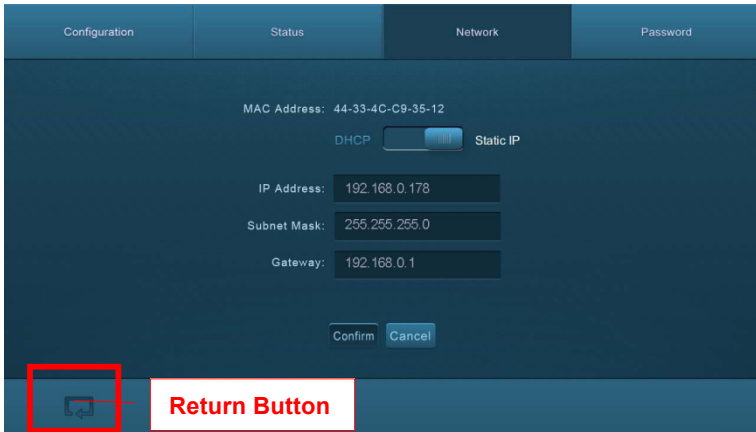 Configuration Status Network Password
MAC Address: 44-33-4C-C9-35-12
DHCP Static IP
IP Address: 192.168.0.178
Subnet Mask: 255.255.255.0
Gateway: 192.168.0.1
Confirm Cancel
Return Button